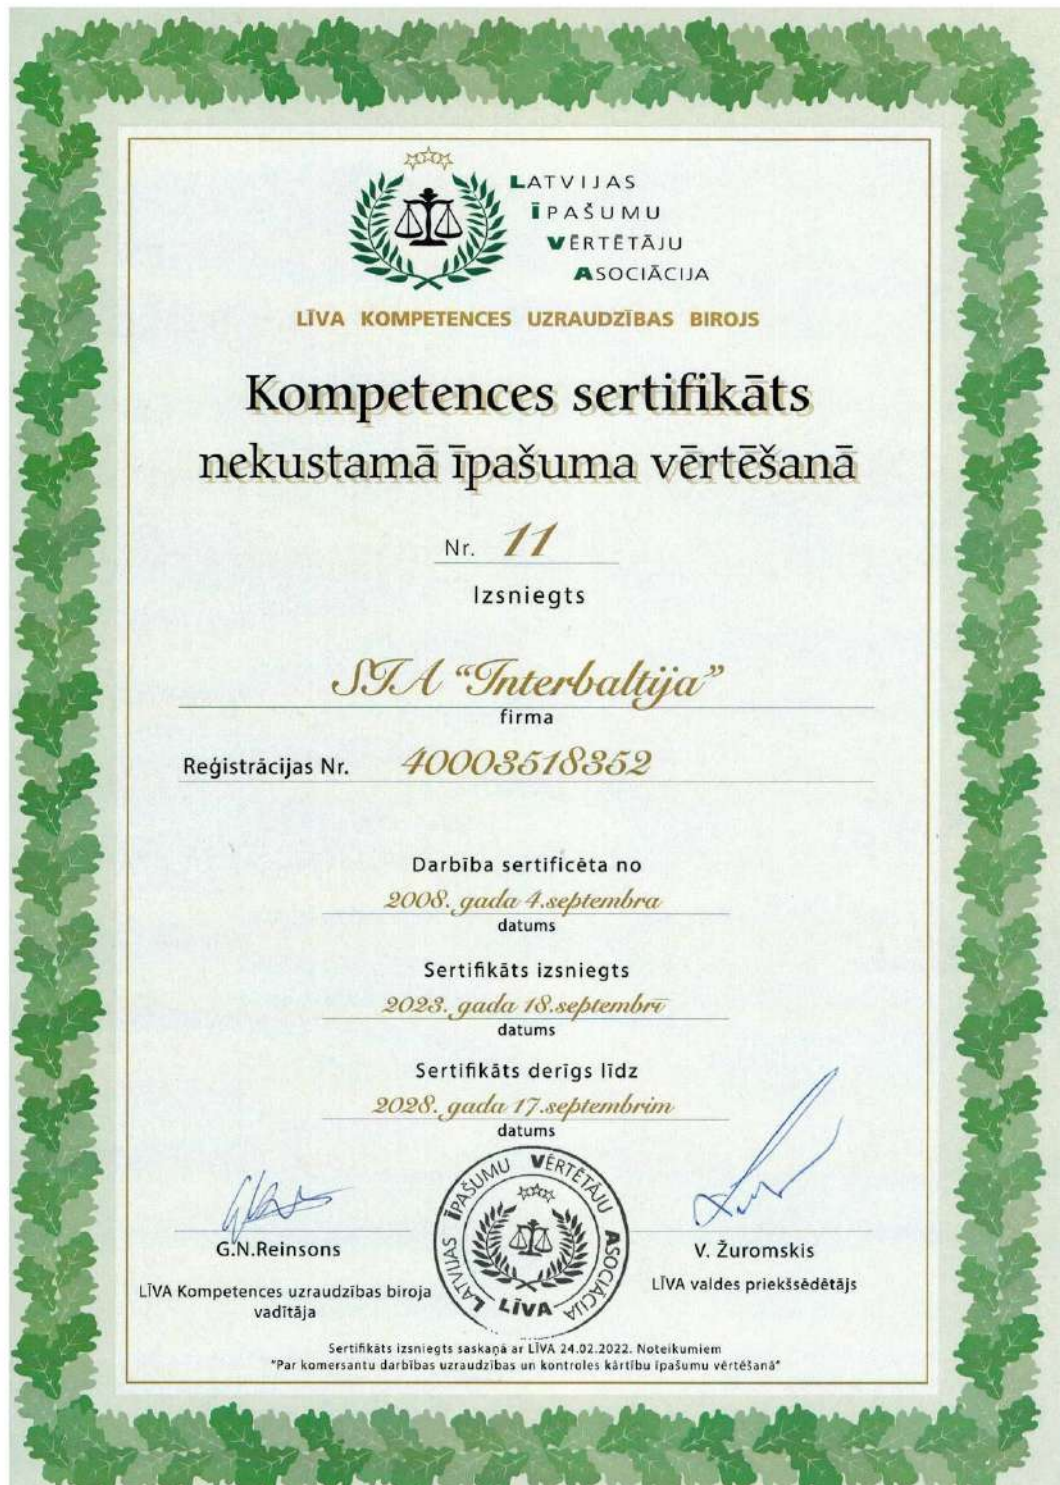 LATVIJAS
ĪPAŠUMU
VĒRTĒTĀJU
ASOCIĀCIJA
LĪVA KOMPETENCES UZRAUDZĪBAS BIROJS
Kompetences sertifikāts
nekustamā īpašuma vērtēšanā
Nr. 11
Izsniegts
SIA “Interbaltija”
firma
Reģistrācijas Nr. 40003518352
Darbība sertificēta no
2008. gada 4.septembra
datums
Sertifikāts izsniegts
2023. gada 18.septembrī
datums
Sertifikāts derīgs līdz
2028. gada 17.septembrim
datums
LATVIJAS ĪPAŠUMU VĒRTĒTĀJU ASOCIĀCIJA
LĪVA
G.N.Reinsons
LĪVA Kompetences uzraudzības biroja
vadītāja
V. Žuromskis
LĪVA valdes priekšsēdētājs
Sertifikāts izsniegts saskaņā ar LĪVA 24.02.2022. Noteikumiem
"Par komersantu darbības uzraudzības un kontroles kārtību īpašumu vērtēšanā"